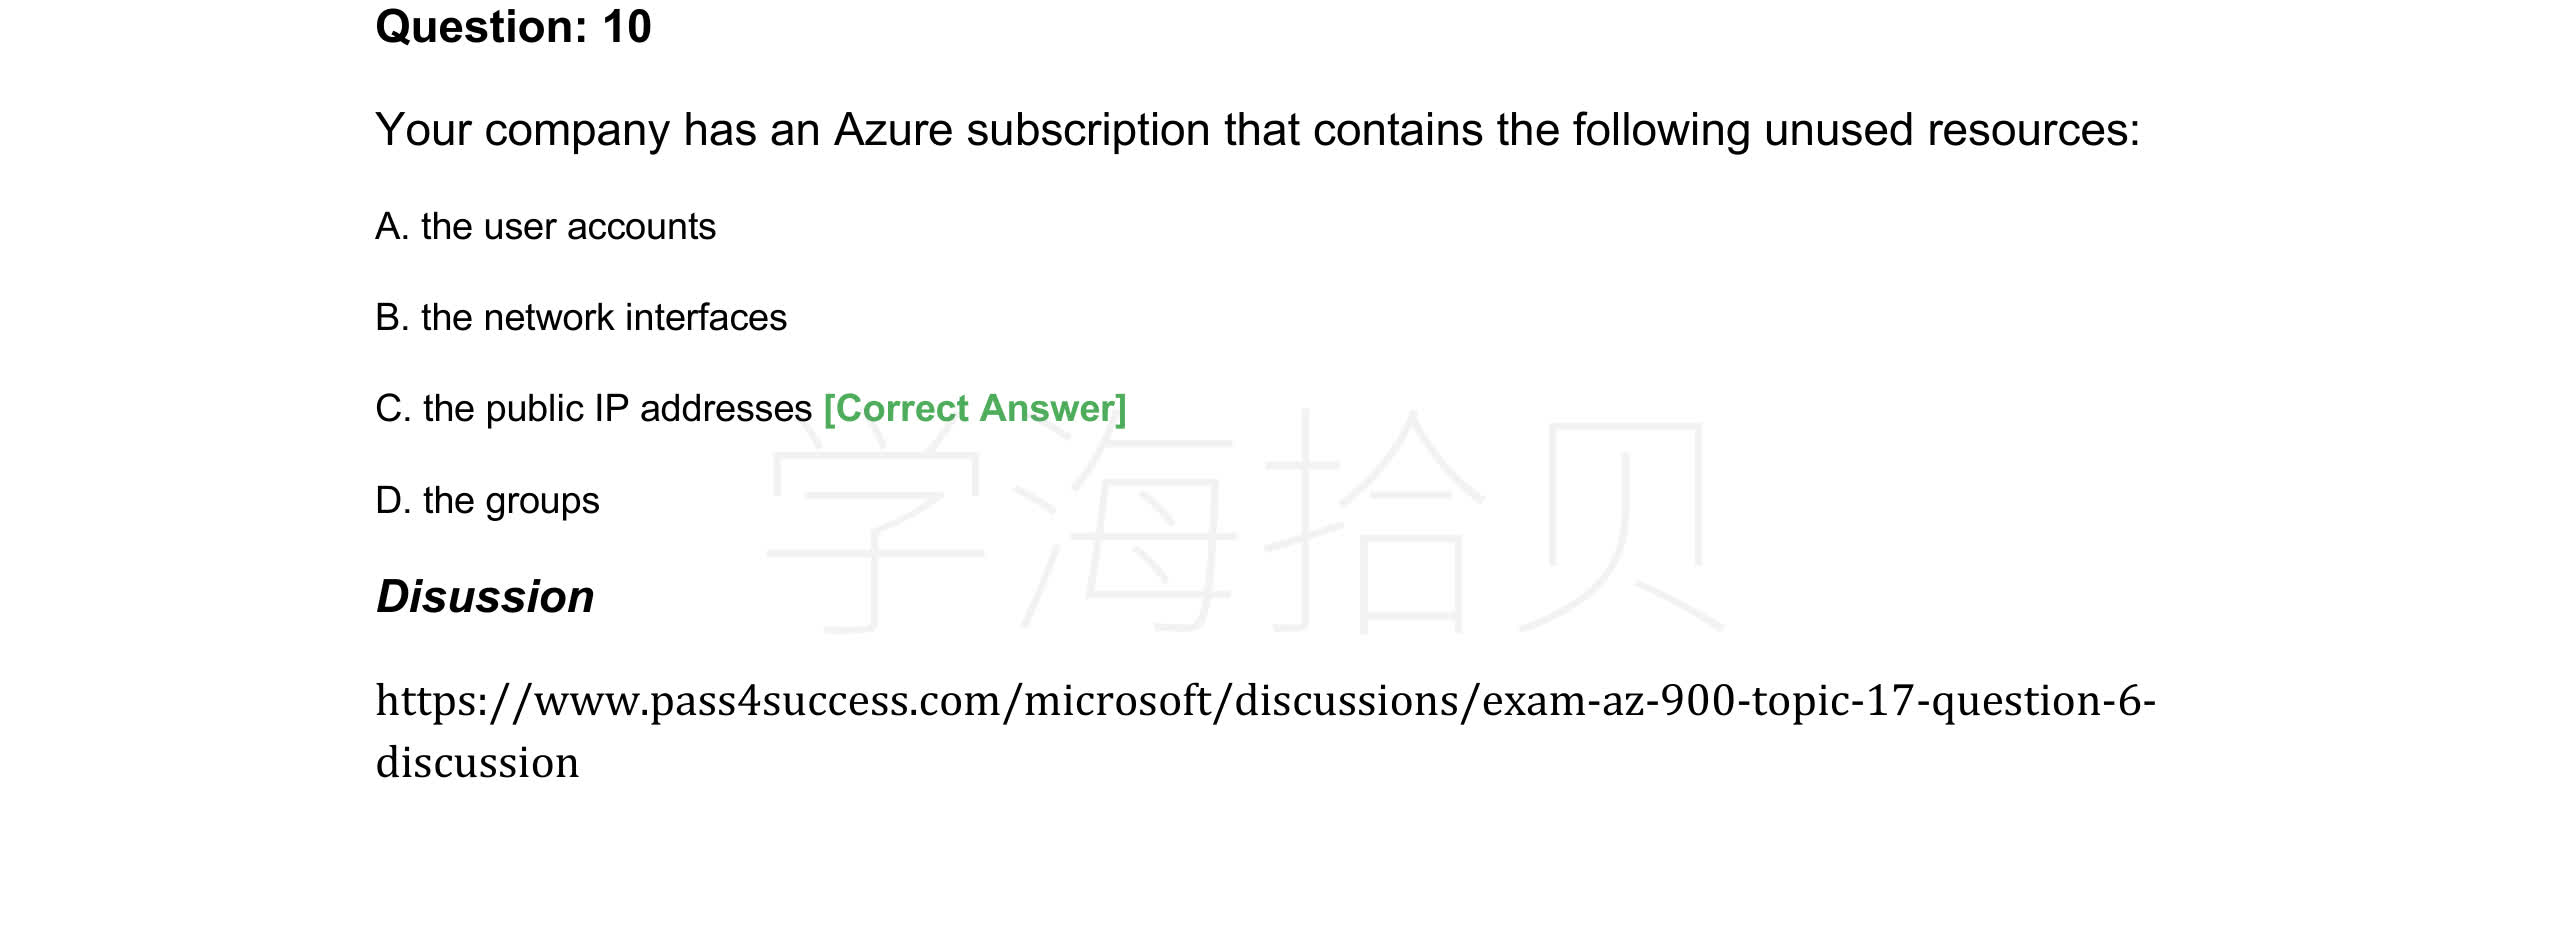 Question: 10
Your company has an Azure subscription that contains the following unused resources:
A. the user accounts
B. the network interfaces
C. the public IP addresses [Correct Answer]
D. the groups
学海拾贝
Disussion
https://www.pass4success.com/microsoft/discussions/exam-az-900-topic-17-question-6-
discussion